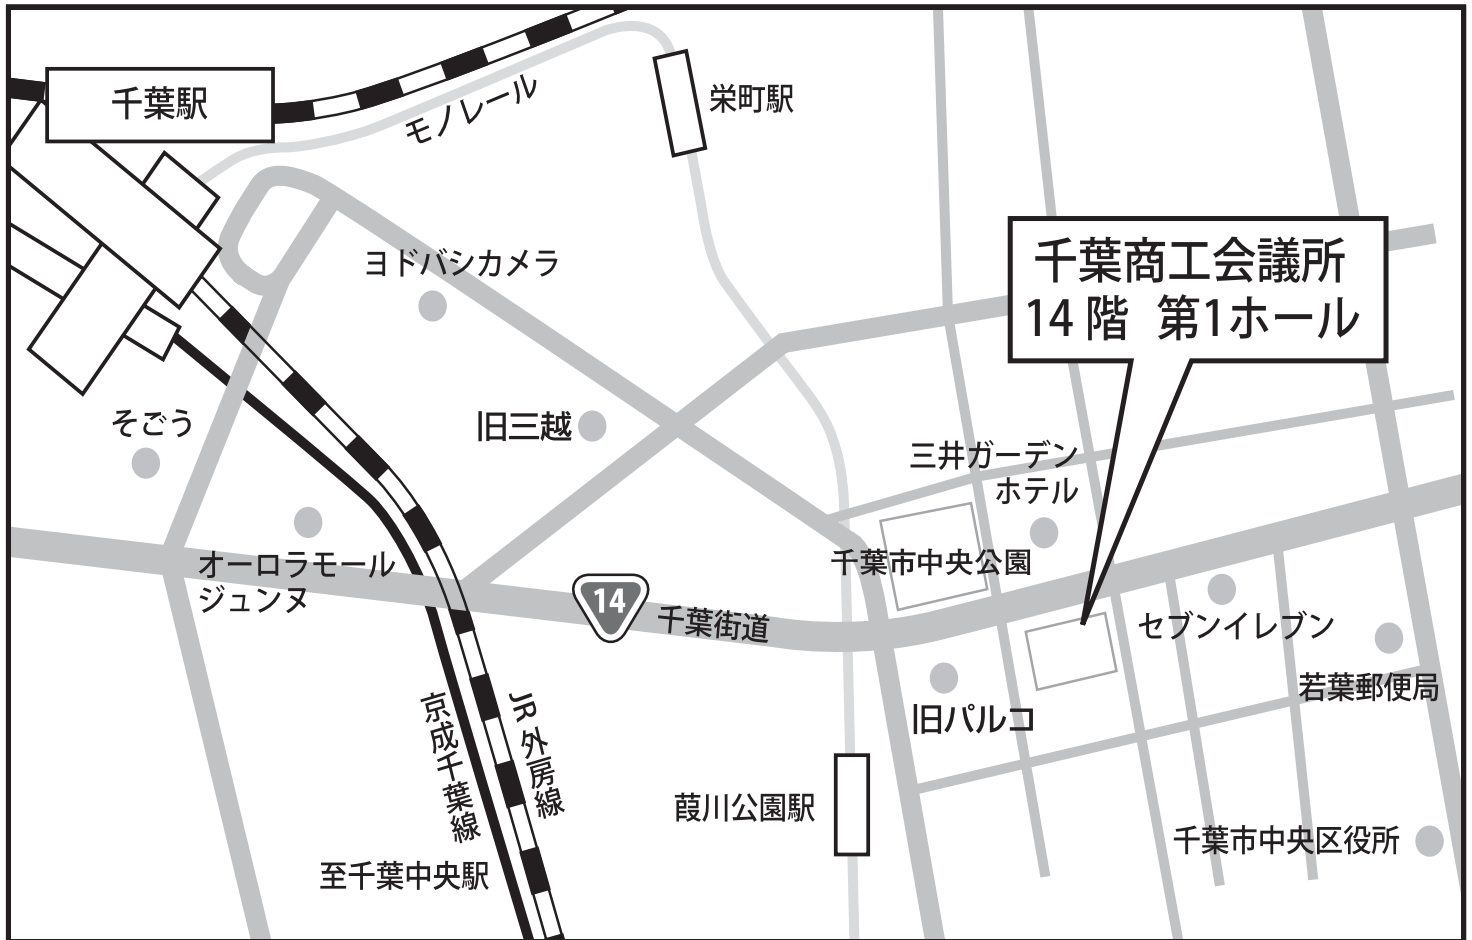 千葉駅
モノレール
栄町駅
ヨドバシカメラ
千葉商工会議所
14 階 第1ホール
そごう
旧三越
三井ガーデン
ホテル
オーロラモール
ジュンヌ
14
千葉街道
千葉市中央公園
セブンイレブン
若葉郵便局
旧パルコ
京成千葉線
JR 外房線
葭川公園駅
千葉市中央区役所
至千葉中央駅